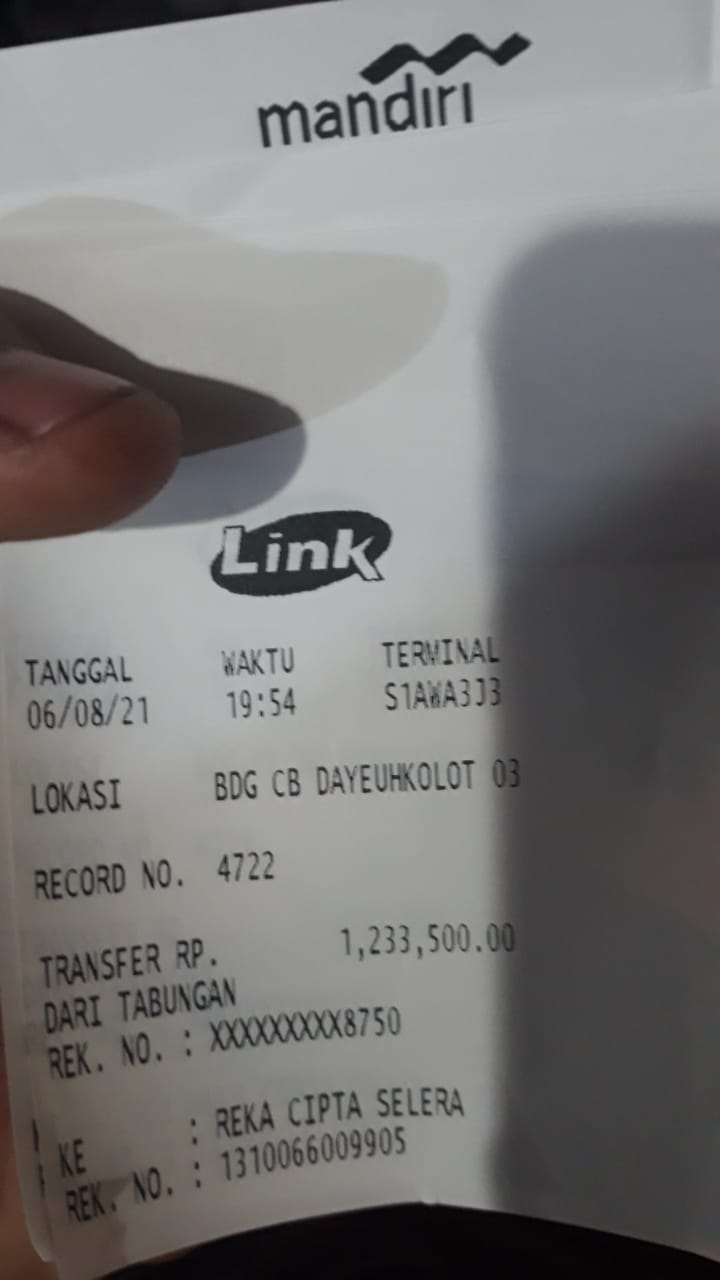 mandiri
Link
TANGGAL WAKTU TERMINAL
06/08/21 19:54 S1AWA3J3
LOKASI BDG CB DAYEUHKOLOT 03
RECORD NO. 4722
TRANSFER RP. 1,233,500.00
DARI TABUNGAN
REK. NO. : XXXXXXXXX8750
KE : REKA CIPTA SELERA
REK. NO. : 1310066009905